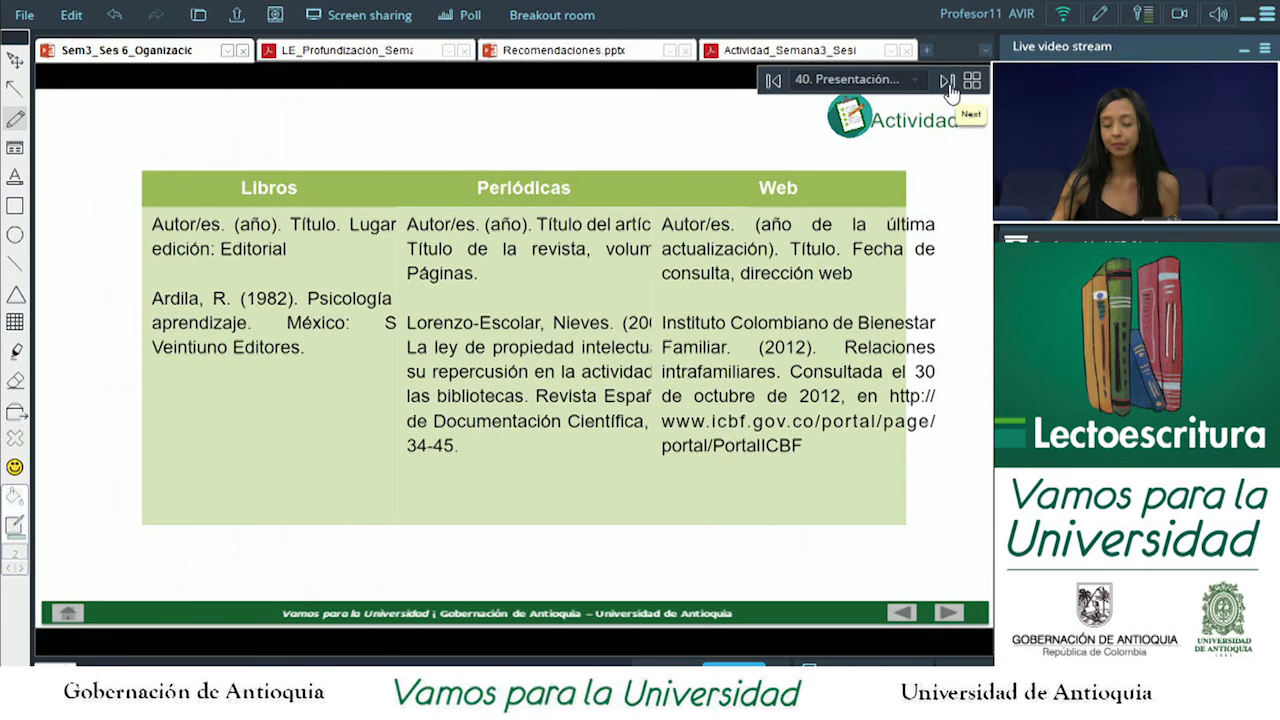 File Edit Screen sharing Poll Breakout room Profesor11 AVIR
Sem3_Ses 6_Oganizacic LE_Profundización_Sema Recomendaciones.pptx Actividad_Semana3_Sesi
Live video stream
40. Presentación...
Next
Actividad
Libros Periódicas Web
Autor/es. (año). Título. Lugar
edición: Editorial
Ardila, R. (1982). Psicología
aprendizaje. México: S
Veintiuno Editores.
Autor/es. (año). Título del artíc
Título de la revista, volum
Páginas.
Lorenzo-Escolar, Nieves. (200
La ley de propiedad intelectu
su repercusión en la actividad
las bibliotecas. Revista Españ
de Documentación Científica,
34-45.
Autor/es. (año de la última
actualización). Título. Fecha de
consulta, dirección web
Instituto Colombiano de Bienestar
Familiar. (2012). Relaciones
intrafamiliares. Consultada el 30
de octubre de 2012, en http://
www.icbf.gov.co/portal/page/
portal/PortalICBF
2
Vamos para la Universidad ¡ Gobernación de Antioquia – Universidad de Antioquia
Lectoescritura
Vamos para la
Universidad
GOBERNACIÓN DE ANTIOQUIA
República de Colombia
UNIVERSIDAD
DE ANTIOQUIA
Gobernación de Antioquia Vamos para la Universidad Universidad de Antioquia